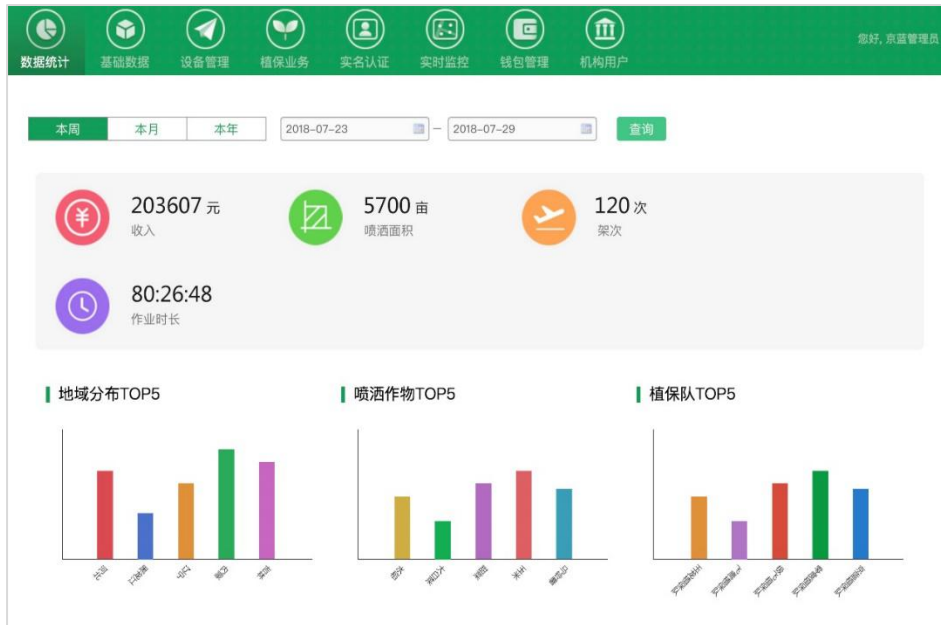 数据统计 基础数据 设备管理 植保业务 实名认证 实时监控 钱包管理 机构用户
您好, 京蓝管理员
本周 本月 本年 2018-07-23 - 2018-07-29 查询
203607 元 5700 亩 120 次
收入 喷洒面积 架次
80:26:48
作业时长
地域分布TOP5 喷洒作物TOP5 植保队TOP5